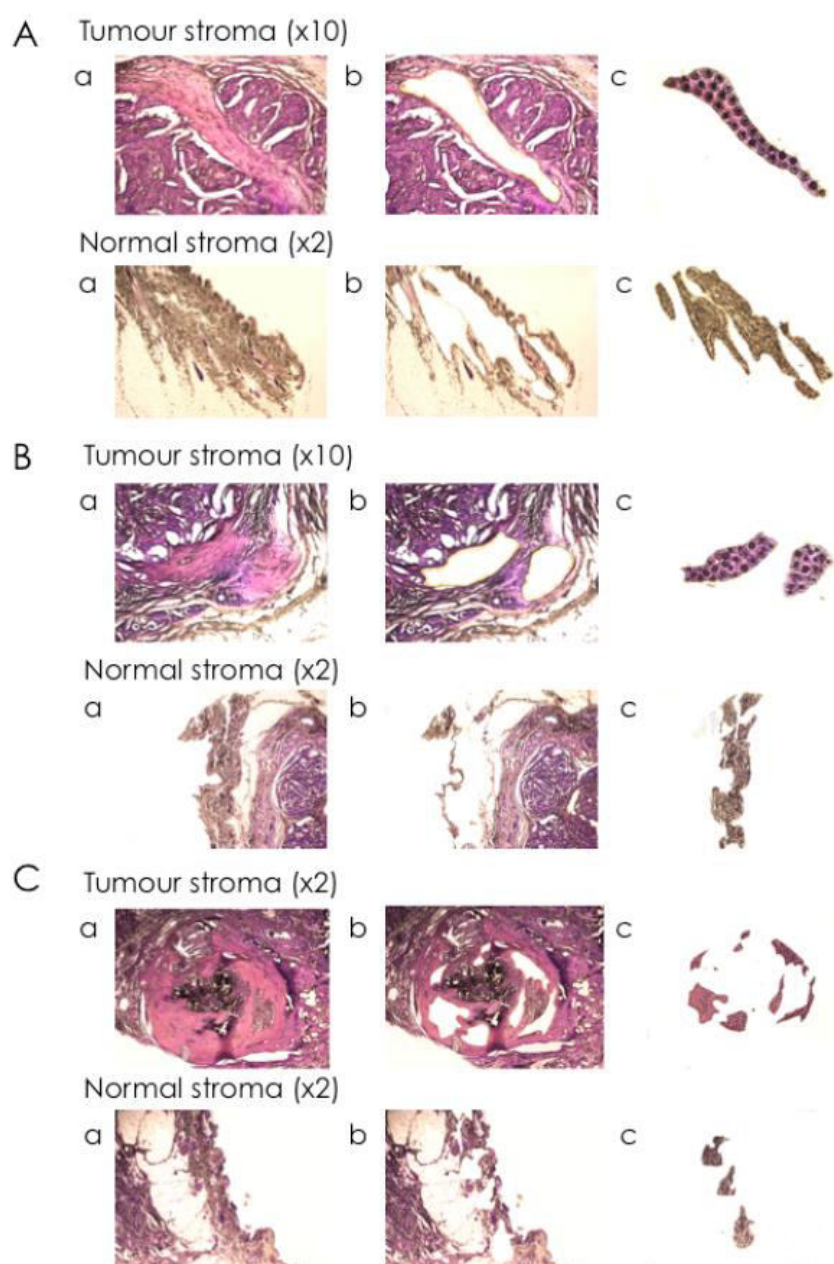 A
Tumour stroma (x10)
a b c
Normal stroma (x2)
a b c
B
Tumour stroma (x10)
a b c
Normal stroma (x2)
a b c
C
Tumour stroma (x2)
a b c
Normal stroma (x2)
a b c